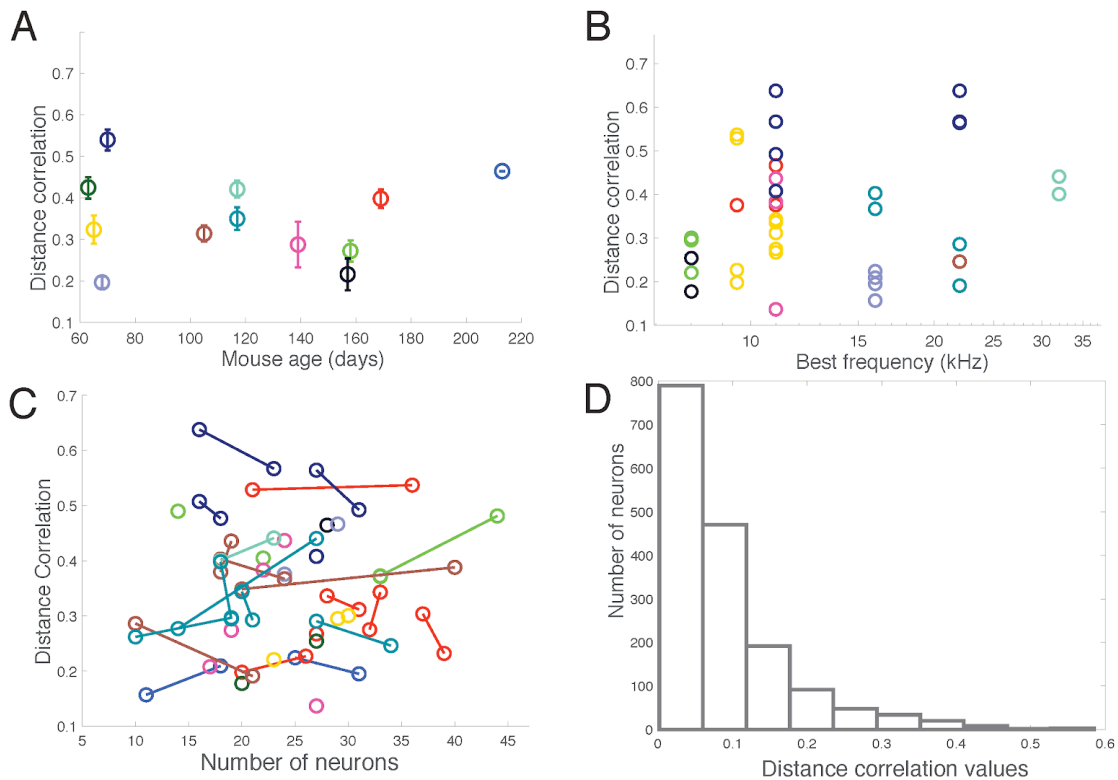 A
Distance correlation
0.7
0.6
0.5
0.4
0.3
0.2
0.1
60 80 100 120 140 160 180 200 220
Mouse age (days)
B
Distance correlation
0.7
0.6
0.5
0.4
0.3
0.2
0.1
10 15 20 25 30 35
Best frequency (kHz)
C
Distance Correlation
0.7
0.6
0.5
0.4
0.3
0.2
0.1
5 10 15 20 25 30 35 40 45
Number of neurons
D
Number of neurons
800
700
600
500
400
300
200
100
0
0 0.1 0.2 0.3 0.4 0.5 0.6
Distance correlation values